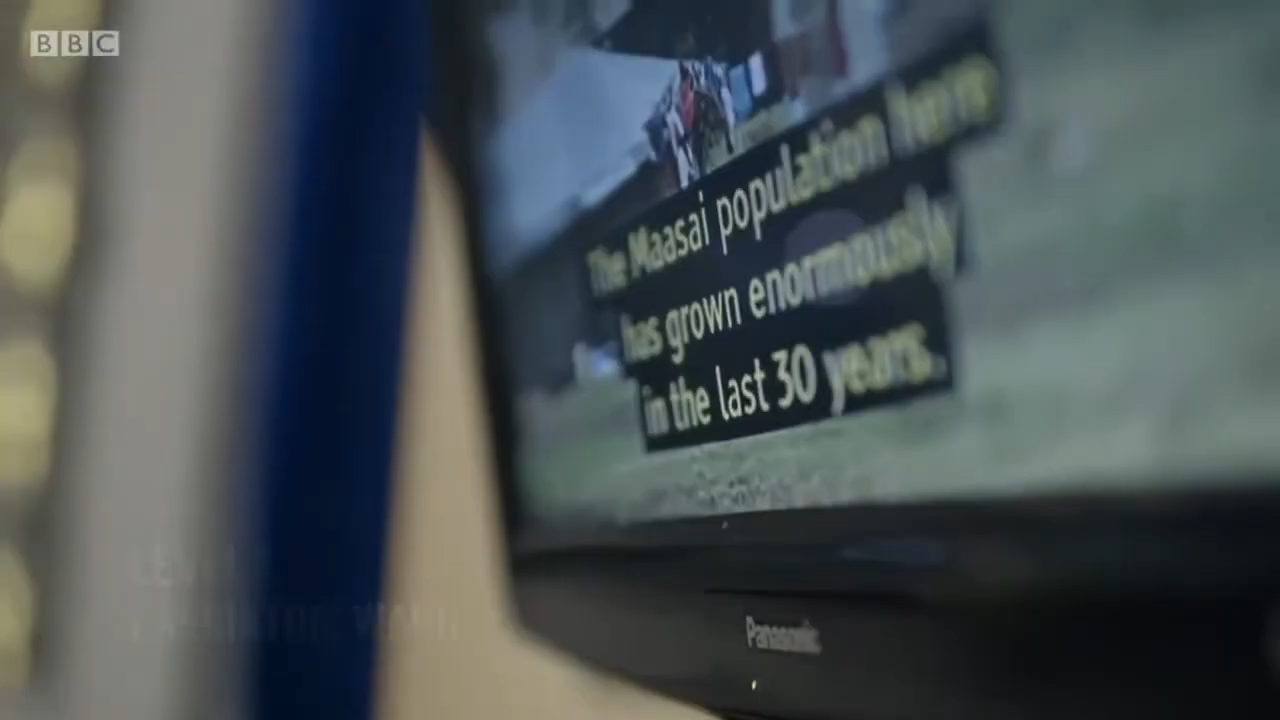 BBC
The Maasai population here
has grown enormously
in the last 30 years.
Panasonic